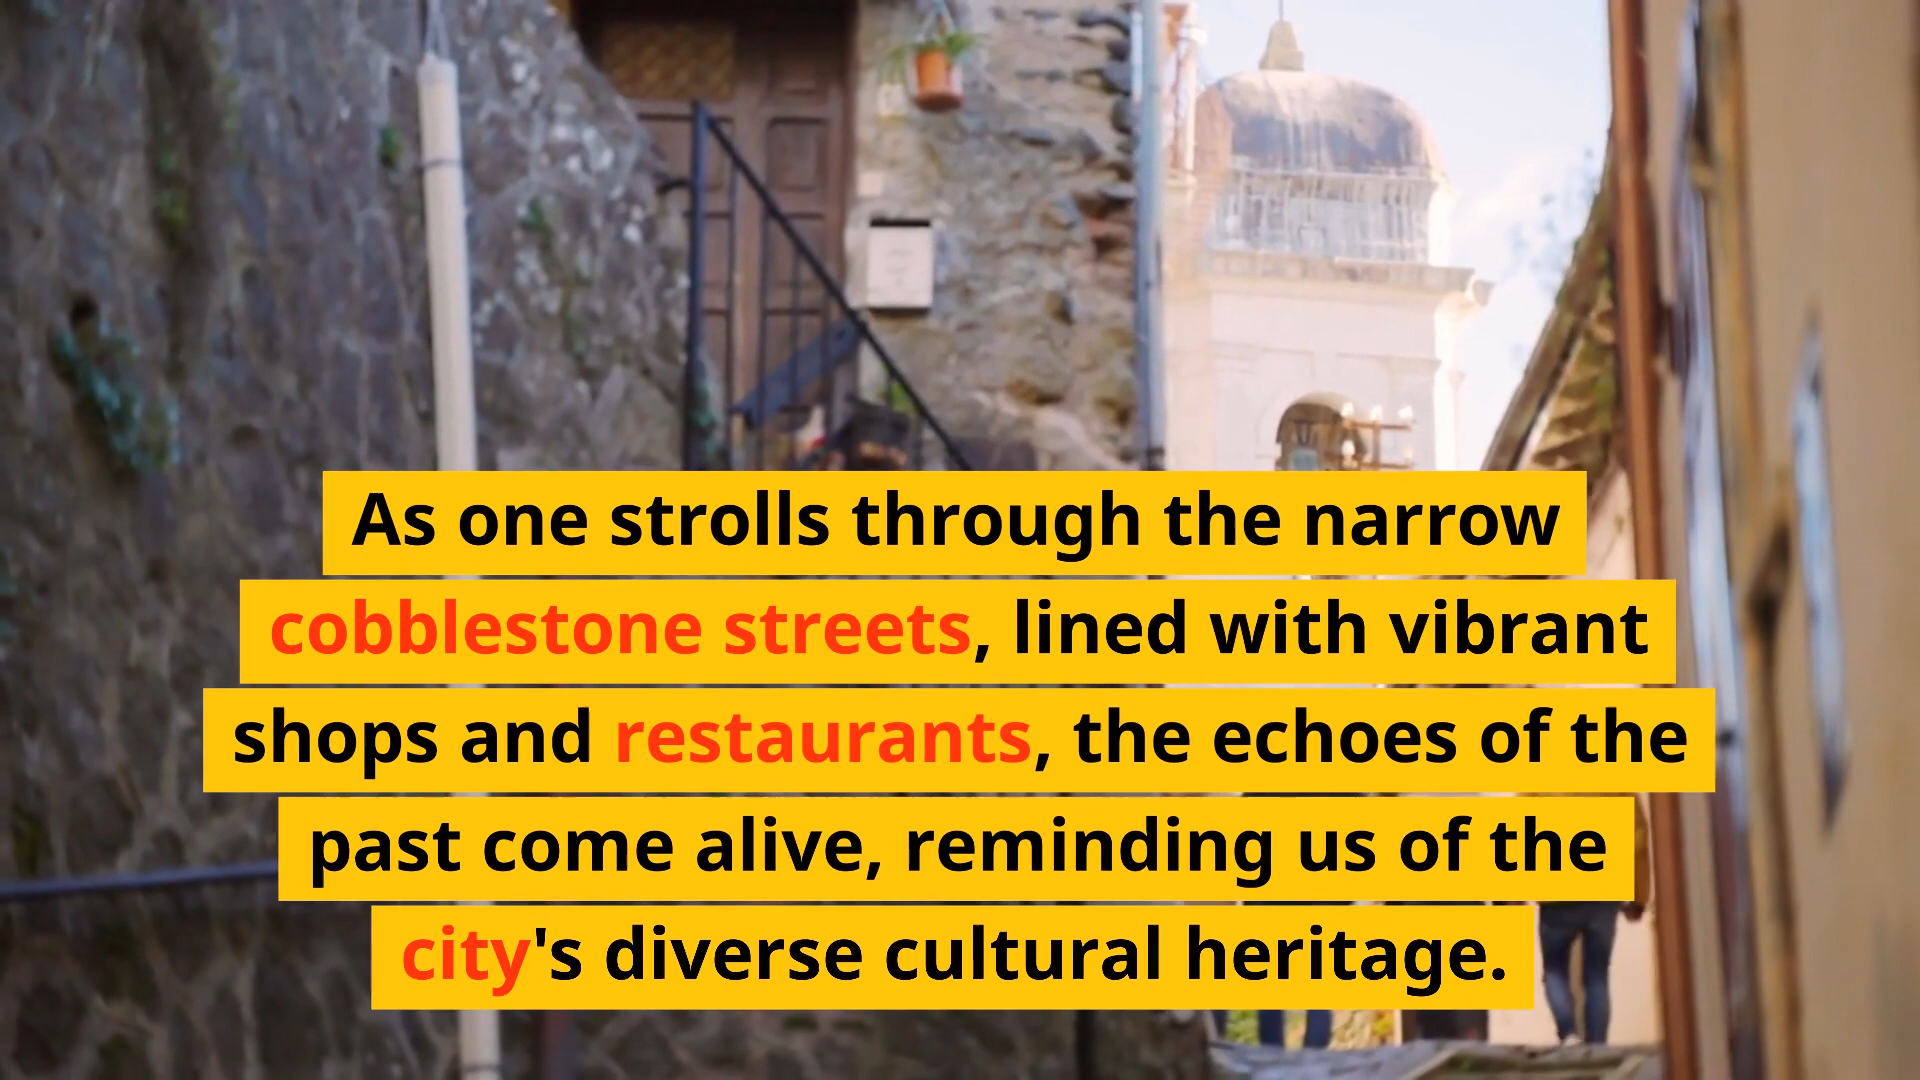 As one strolls through the narrow
cobblestone streets, lined with vibrant
shops and restaurants, the echoes of the
past come alive, reminding us of the
city's diverse cultural heritage.